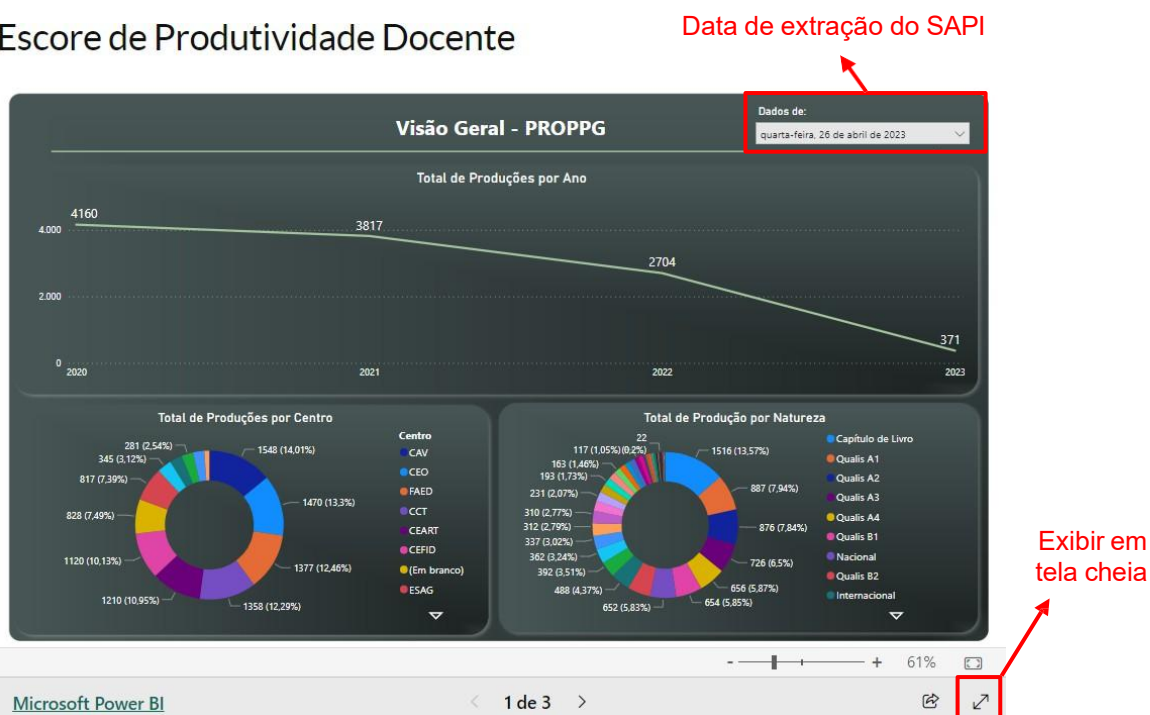 Escore de Produtividade Docente
Data de extração do SAPI
Visão Geral - PROPPG
Dados de:
quarta-feira, 26 de abril de 2023
Total de Produções por Ano
4160
3817
2704
371
4.000
2.000
0
2020
2021
2022
2023
Total de Produções por Centro
281 (2,54%)
345 (3,12%)
817 (7,39%)
828 (7,49%)
1120 (10,13%)
1210 (10,95%)
1548 (14,01%)
1470 (13,3%)
1377 (12,46%)
1358 (12,29%)
Centro
CAV
CEO
FAED
CCT
CEART
CEFID
(Em branco)
ESAG
Total de Produção por Natureza
22
117 (1,05%)
(0,2%)
163 (1,46%)
193 (1,73%)
231 (2,07%)
310 (2,77%)
312 (2,79%)
337 (3,02%)
362 (3,24%)
392 (3,51%)
488 (4,37%)
652 (5,83%)
1516 (13,57%)
887 (7,94%)
876 (7,84%)
726 (6,5%)
656 (5,87%)
654 (5,85%)
Capítulo de Livro
Qualis A1
Qualis A2
Qualis A3
Qualis A4
Qualis B1
Nacional
Qualis B2
Internacional
Exibir em
tela cheia
- + 61%
Microsoft Power BI
< 1 de 3 >